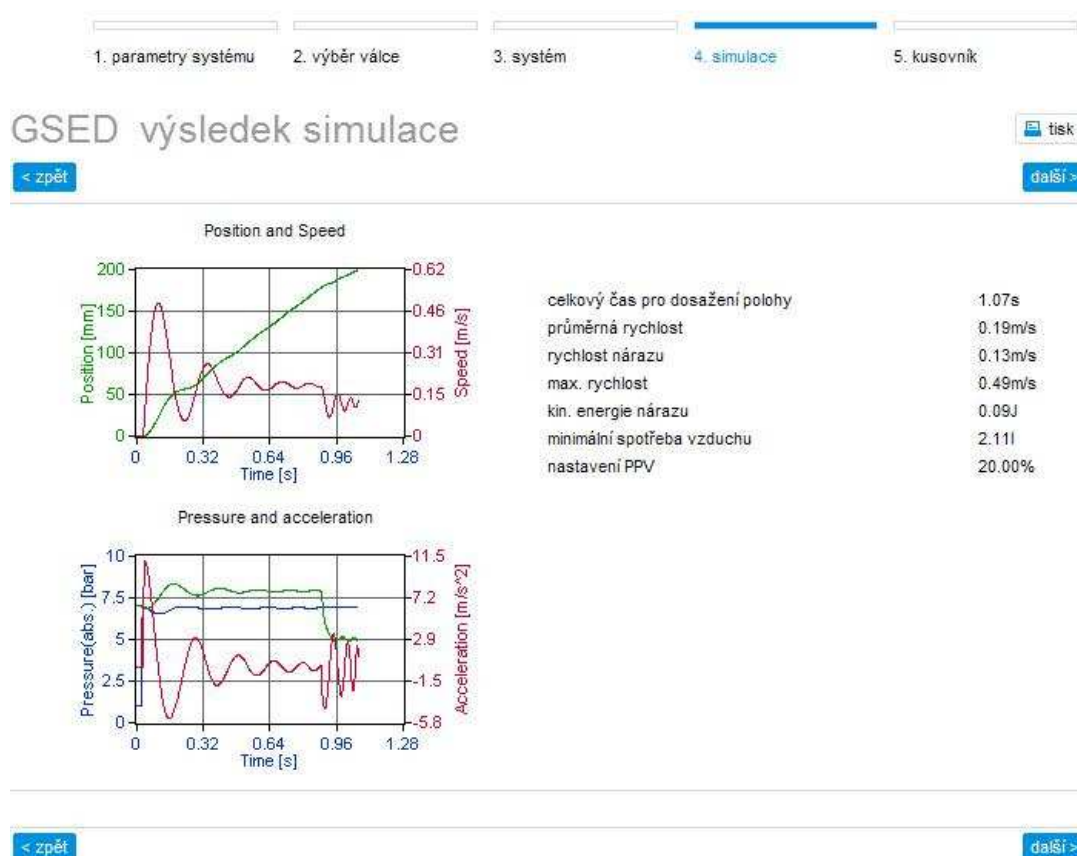 1. parametry systému 2. výběr válce 3. systém 4. simulace 5. kusovník
GSED výsledek simulace
tisk
< zpět
další >
Position and Speed
200
150
100
50
0
Position [mm]
0.62
0.46
0.31
0.15
0
Speed [m/s]
0 0.32 0.64 0.96 1.28
Time [s]
celkový čas pro dosažení polohy 1.07s
průměrná rychlost 0.19m/s
rychlost nárazu 0.13m/s
max. rychlost 0.49m/s
kin. energie nárazu 0.09J
minimální spotřeba vzduchu 2.11l
nastavení PPV 20.00%
Pressure and acceleration
10
7.5
5
2.5
0
Pressure(abs.) [bar]
11.5
7.2
2.9
-1.5
-5.8
Acceleration [m/s^2]
0 0.32 0.64 0.96 1.28
Time [s]
< zpět
další >